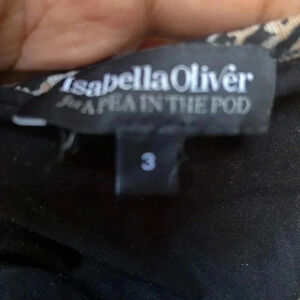 Isabella Oliver
for A PEA IN THE POD
3